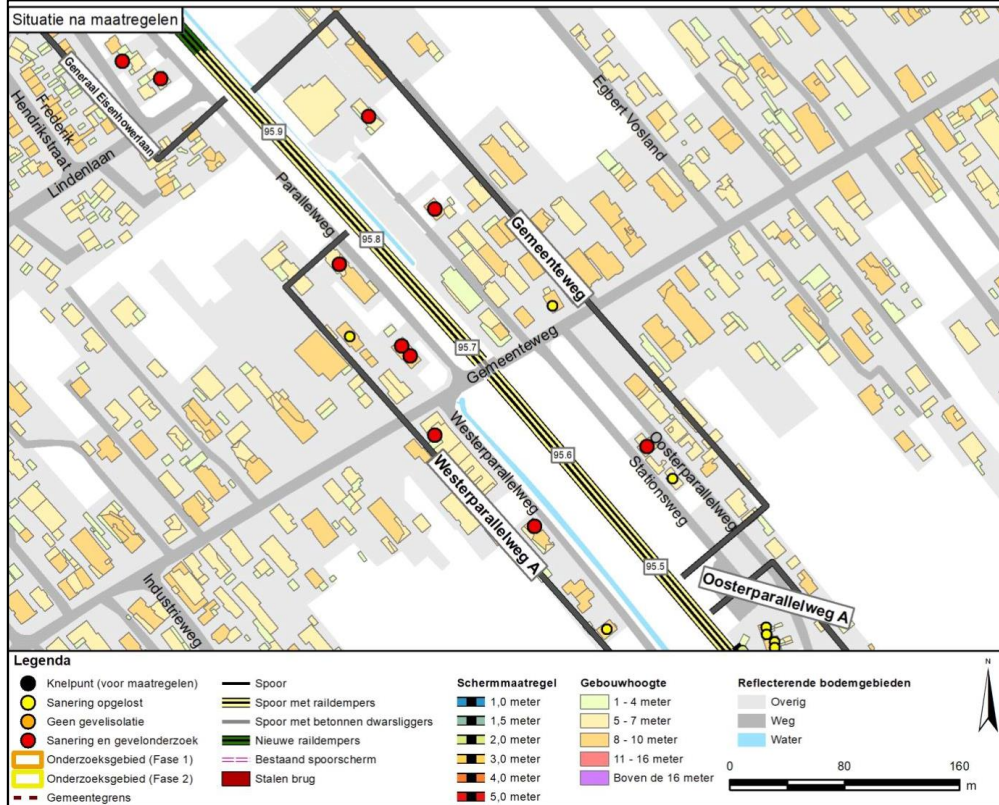 Situatie na maatregelen
Generaal Eisenhowerlaan
Frederik
Hendrikstraat
Lindenlaan
95.9
Parallelweg
95.8
Egbert Vosland
Gemeenteweg
95.7
Gemeenteweg
Westerparallelweg
Westerparallelweg A
95.6
Oosterparallelweg
Stationsweg
95.5
Oosterparallelweg A
Industrieweg
Legenda
Knelpunt (voor maatregelen)
Sanering opgelost
Geen gevelisolatie
Sanering en gevelonderzoek
Onderzoeksgebied (Fase 1)
Onderzoeksgebied (Fase 2)
Gemeentegrens
Spoor
Spoor met raildempers
Spoor met betonnen dwarsliggers
Nieuwe raildempers
Bestaand spoorscherm
Stalen brug
Schermmaatregel
1,0 meter
1,5 meter
2,0 meter
3,0 meter
4,0 meter
5,0 meter
Gebouwhoogte
1 - 4 meter
5 - 7 meter
8 - 10 meter
11 - 16 meter
Boven de 16 meter
Reflecterende bodemgebieden
Overig
Weg
Water
N
0 80 160
m